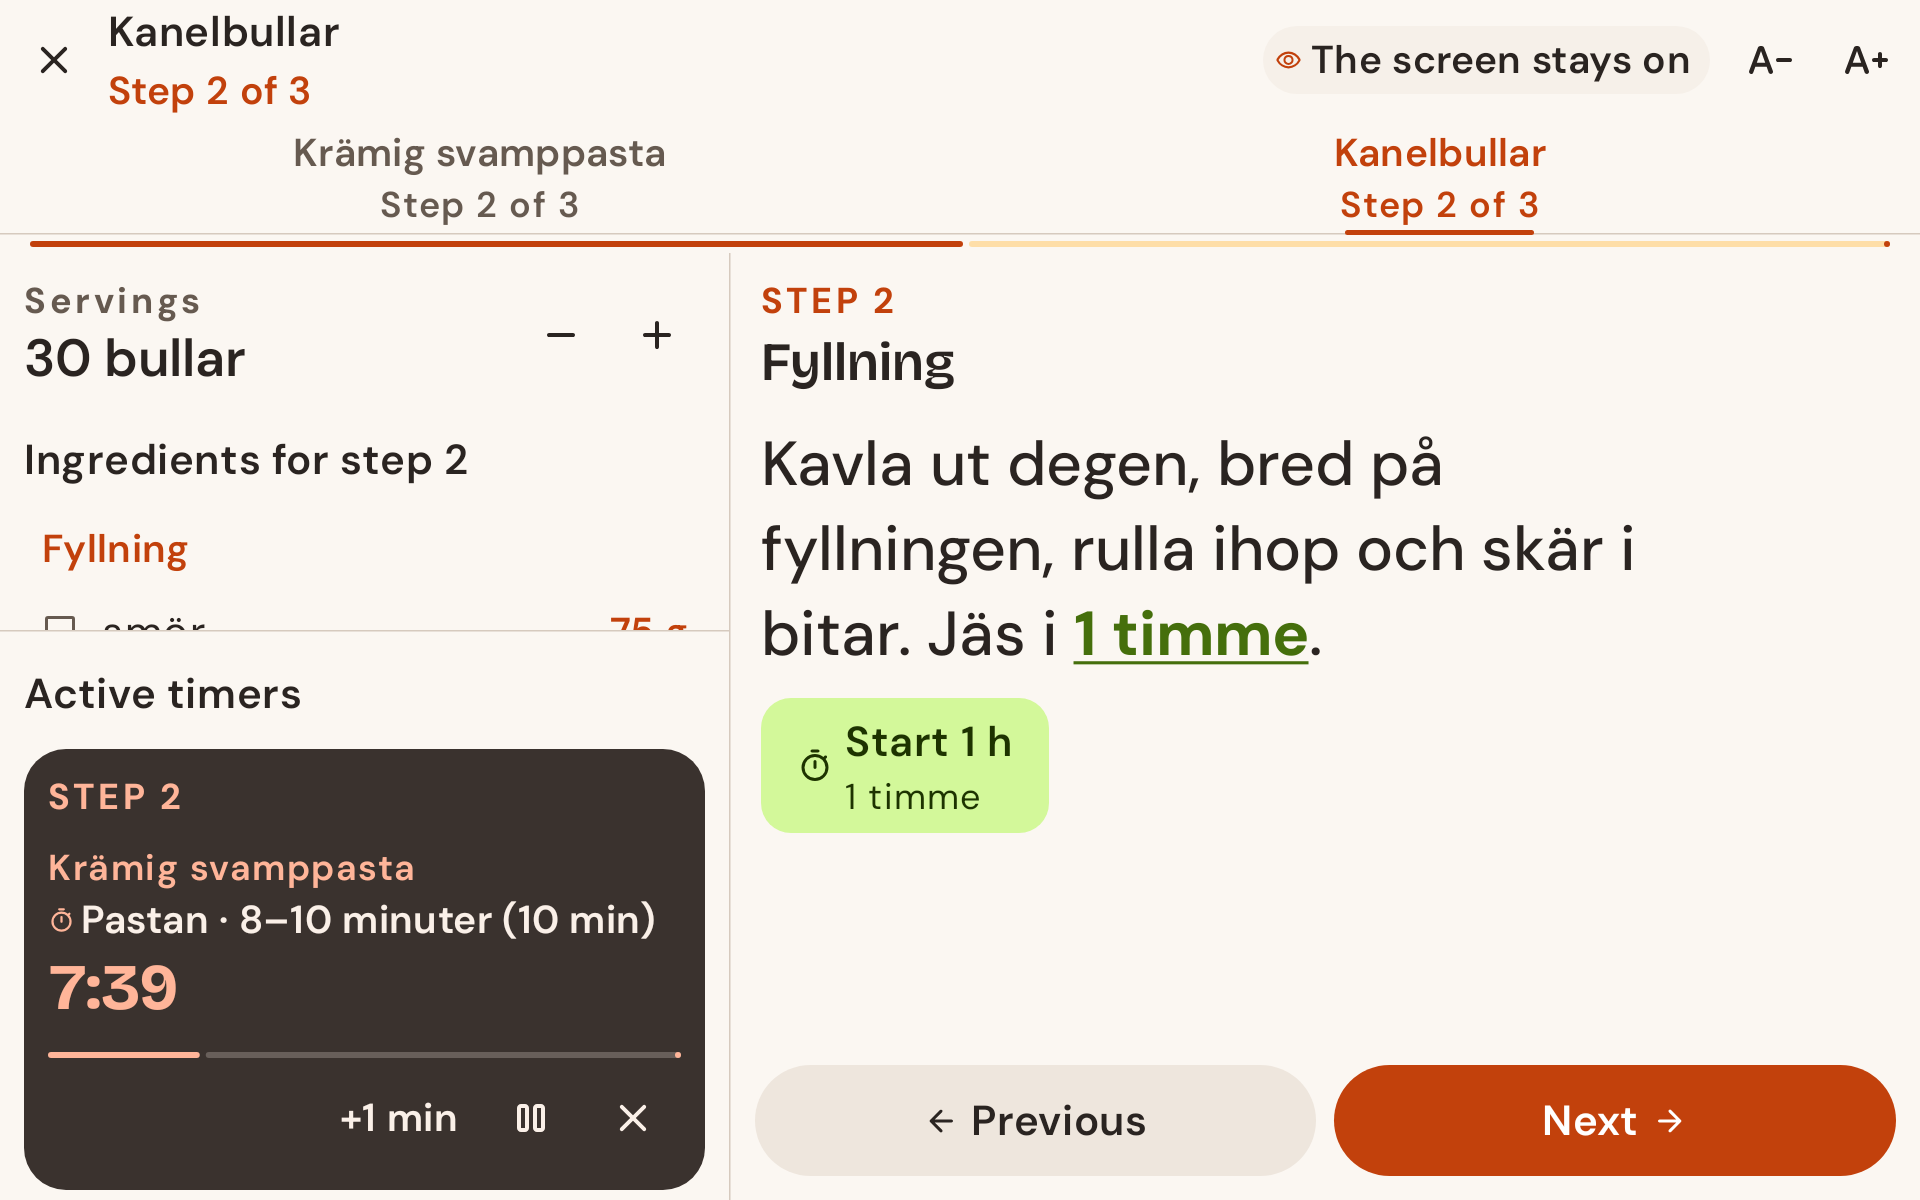 Kanelbullar
Step 2 of 3
The screen stays on
A-
A+
Krämig svamppasta
Step 2 of 3
Kanelbullar
Step 2 of 3
Servings
30 bullar
Ingredients for step 2
Fyllning
smör
75 g
Active timers
STEP 2
Krämig svamppasta
Pastan · 8–10 minuter (10 min)
7:39
+1 min
STEP 2
Fyllning
Kavla ut degen, bred på
fyllningen, rulla ihop och skär i
bitar. Jäs i 1 timme.
Start 1 h
1 timme
Previous
Next